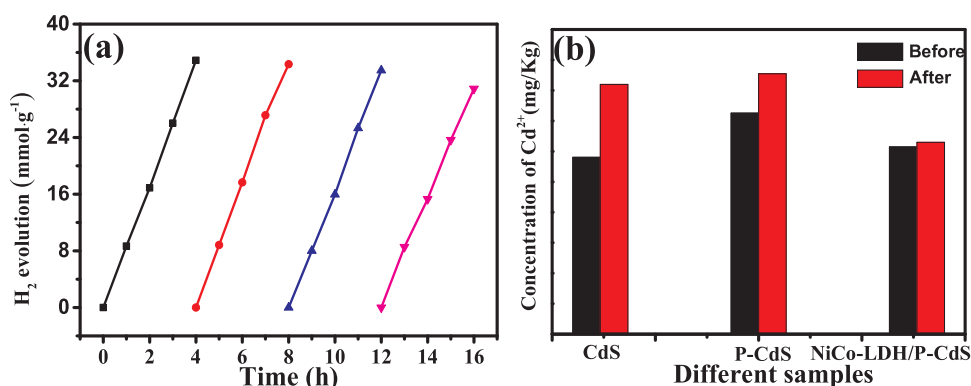 (a)
H₂ evolution (mmol·g⁻¹)
40
32
24
16
8
0
0 2 4 6 8 10 12 14 16
Time (h)
(b)
Before
After
Concentration of Cd²⁺(mg/Kg)
CdS P-CdS NiCo-LDH/P-CdS
Different samples